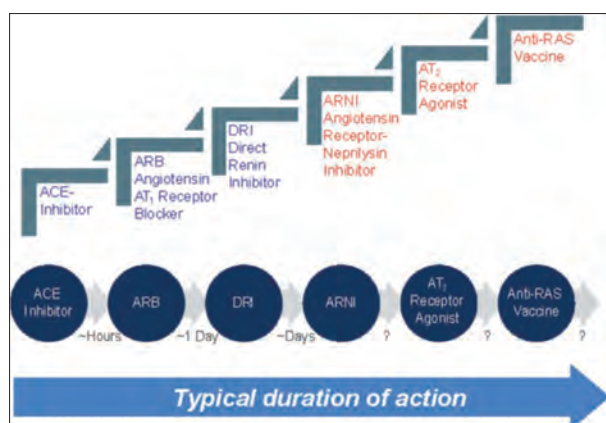 ACE-
Inhibitor
ARB
Angiotensin
AT₁ Receptor
Blocker
DRI
Direct
Renin
Inhibitor
ARNI
Angiotensin
Receptor-
Neprilysin
Inhibitor
AT₂
Receptor
Agonist
Anti-RAS
Vaccine
ACE
Inhibitor
~Hours
ARB
~1 Day
DRI
~Days
ARNI
?
AT₂
Receptor
Agonist
?
Anti-RAS
Vaccine
?
Typical duration of action